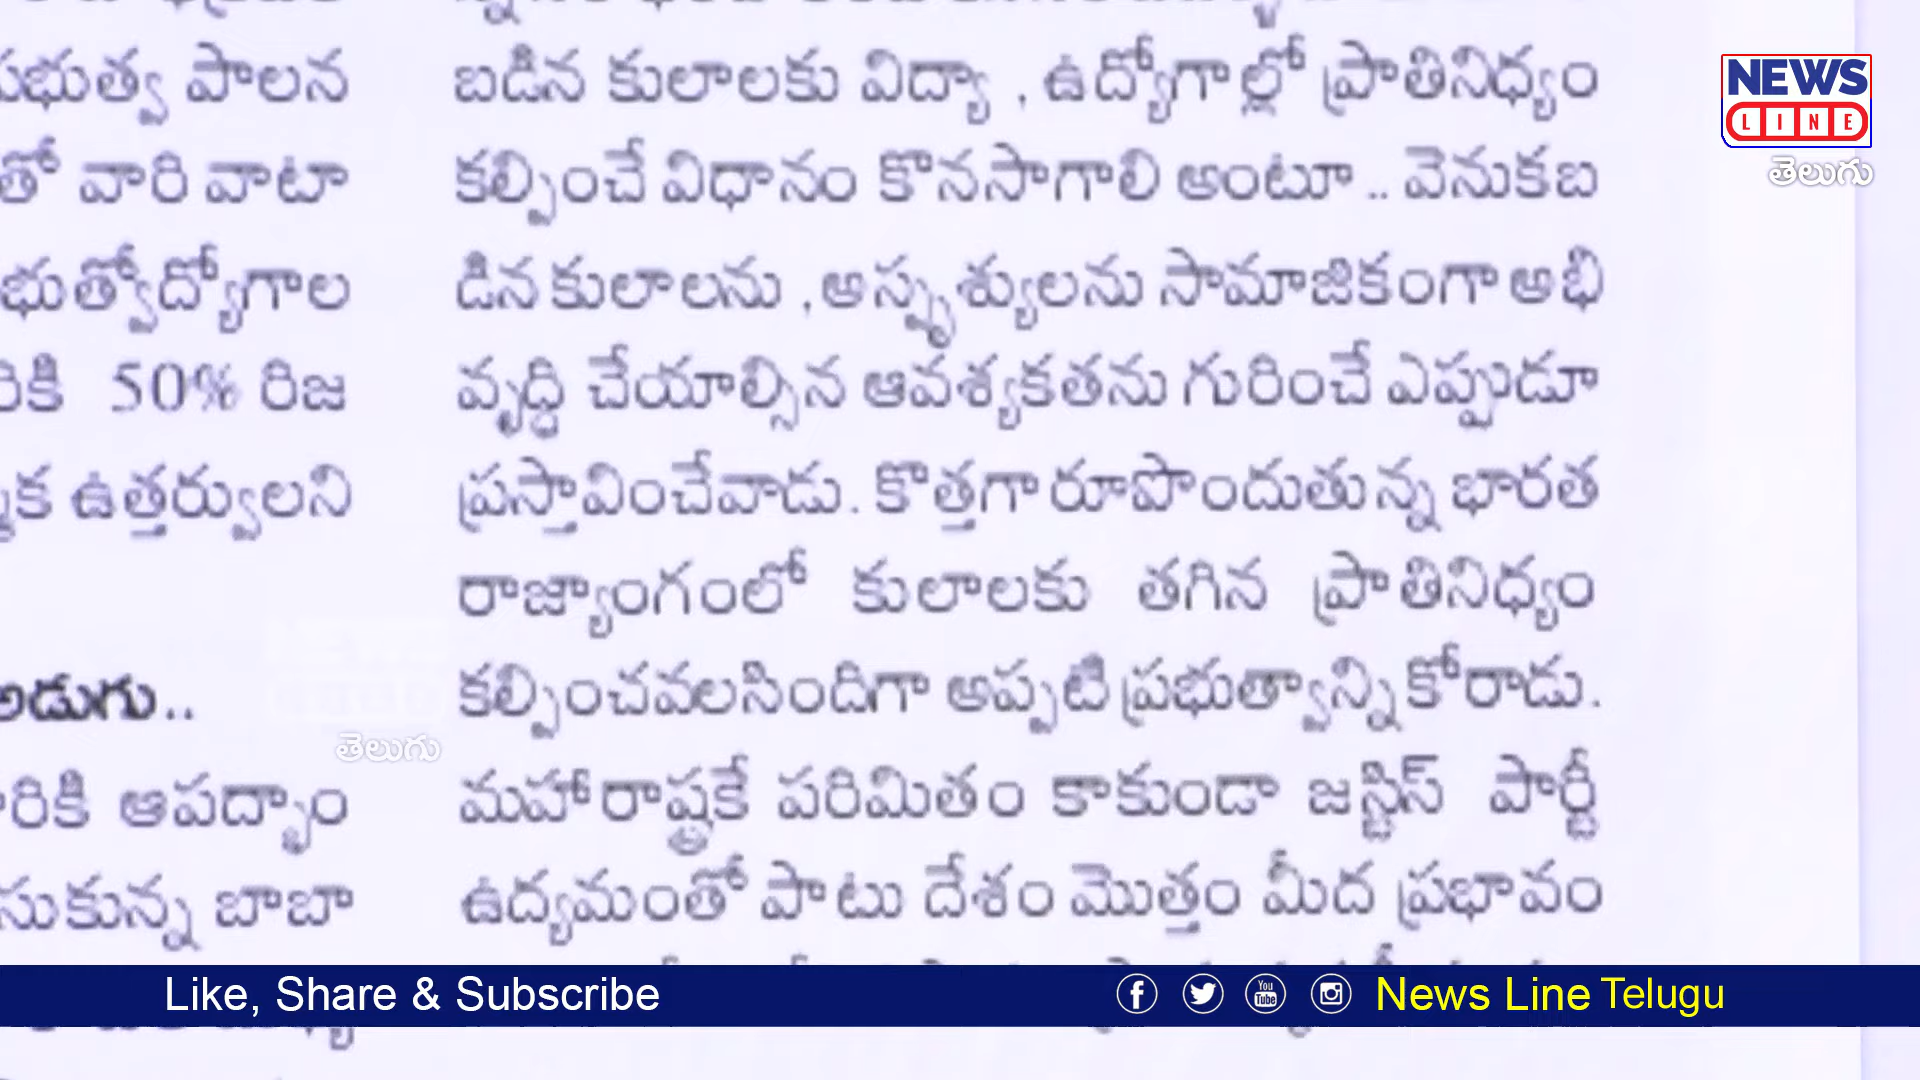 పాలన
తో వారి వాటా
50% రిజ
ఉత్తర్వులని
అడుగు..
ఆపద్బాం
బాబా
బడిన కులాలకు విద్యా , ఉద్యోగాల్లో ప్రాతినిధ్యం
కల్పించే విధానం కొనసాగాలి అంటూ .. వెనుకబ
డిన కులాలను , అస్పృశ్యులను సామాజికంగా అభి
వృద్ధి చేయాల్సిన ఆవశ్యకతను గురించే ఎప్పుడూ
ప్రస్తావించేవాడు. కొత్తగా రూపొందుతున్న భారత
రాజ్యాంగంలో కులాలకు తగిన ప్రాతినిధ్యం
కల్పించవలసిందిగా అప్పటి ప్రభుత్వాన్ని కోరాడు.
మహారాష్ట్రకే పరిమితం కాకుండా జస్టిస్ పార్టీ
ఉద్యమంతో పాటు దేశం మొత్తం మీద ప్రభావం
NEWS
LINE
తెలుగు
తెలుగు
Like, Share & Subscribe
You
Tube
News Line Telugu